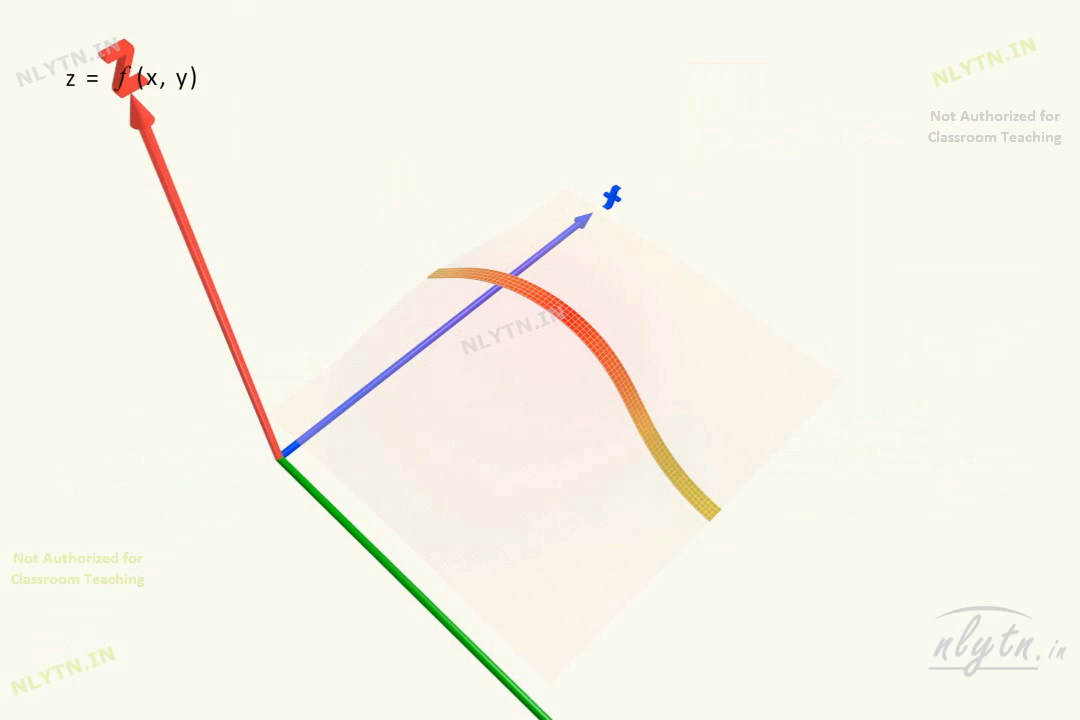 NLYTN.IN
Z
z = f (x, y)
NLYTN.IN
Not Authorized for
Classroom Teaching
NLYTN.IN
Not Authorized for
Classroom Teaching
NLYTN.IN
nlytn.in